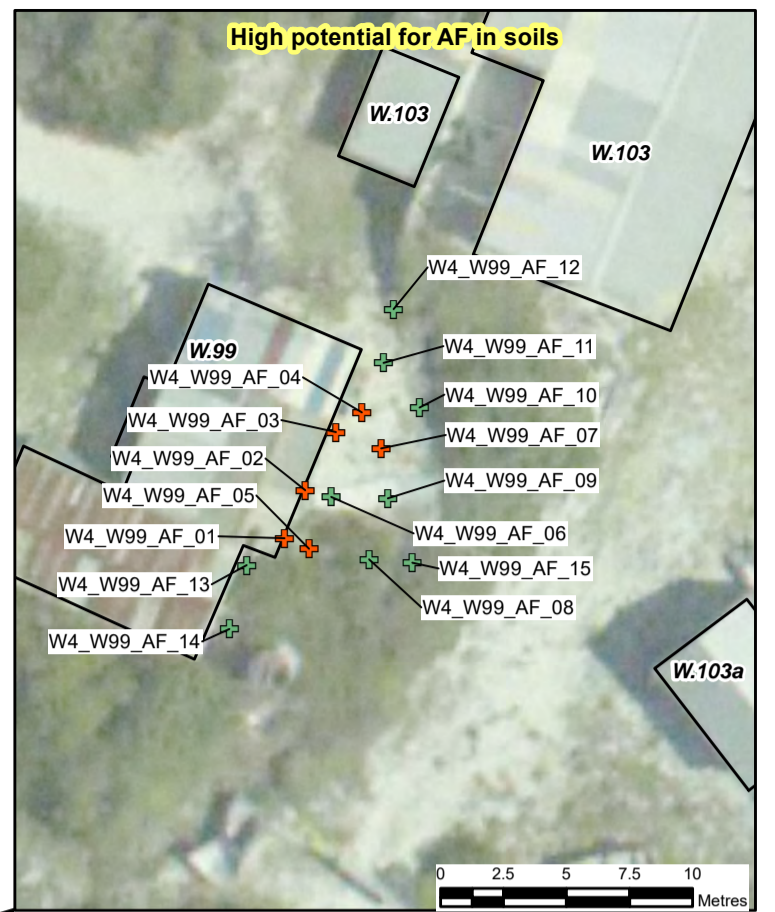 High potential for AF in soils
W.103
W.103
W4_W99_AF_12
W.99
W4_W99_AF_11
W4_W99_AF_04
W4_W99_AF_10
W4_W99_AF_03
W4_W99_AF_07
W4_W99_AF_02
W4_W99_AF_09
W4_W99_AF_05
W4_W99_AF_01
W4_W99_AF_06
W4_W99_AF_15
W4_W99_AF_13
W4_W99_AF_08
W4_W99_AF_14
W.103a
0 2.5 5 7.5 10
Metres